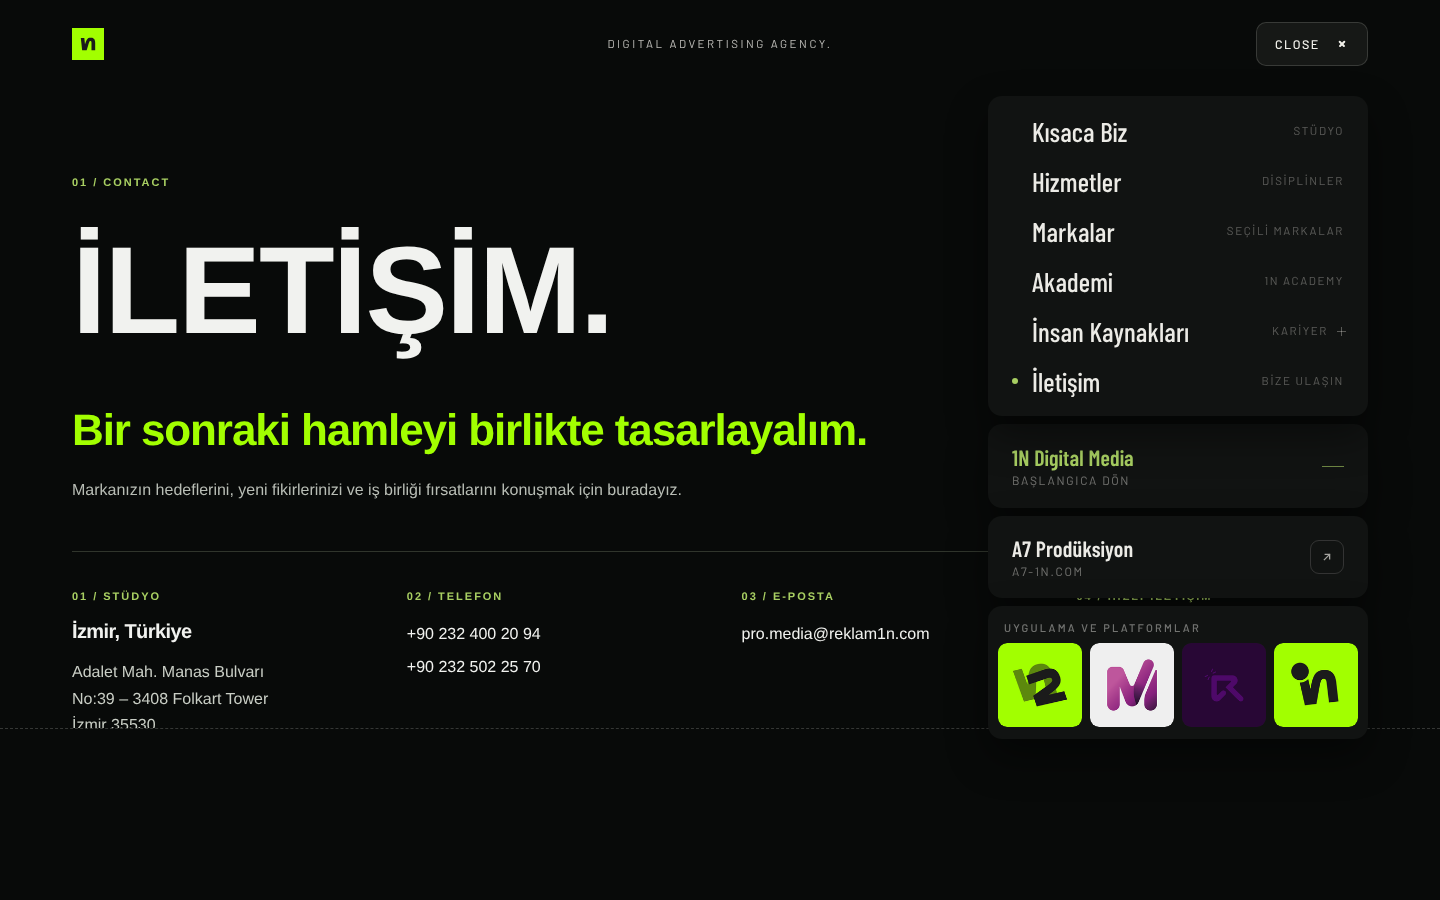 DIGITAL ADVERTISING AGENCY.
CLOSE
01 / CONTACT
İLETİŞİM.
Bir sonraki hamleyi birlikte tasarlayalım.
Markanızın hedeflerini, yeni fikirlerinizi ve iş birliği fırsatlarını konuşmak için buradayız.
01 / STÜDYO
İzmir, Türkiye
Adalet Mah. Manas Bulvarı
No:39 – 3408 Folkart Tower
İzmir 35530
02 / TELEFON
+90 232 400 20 94
+90 232 502 25 70
03 / E-POSTA
pro.media@reklam1n.com
Kısaca Biz STÜDYO
Hizmetler DİSİPLİNLER
Markalar SEÇİLİ MARKALAR
Akademi 1N ACADEMY
İnsan Kaynakları KARİYER +
İletişim BİZE ULAŞIN
1N Digital Media
BAŞLANGICA DÖN
A7 Prodüksiyon
A7-1N.COM
UYGULAMA VE PLATFORMLAR